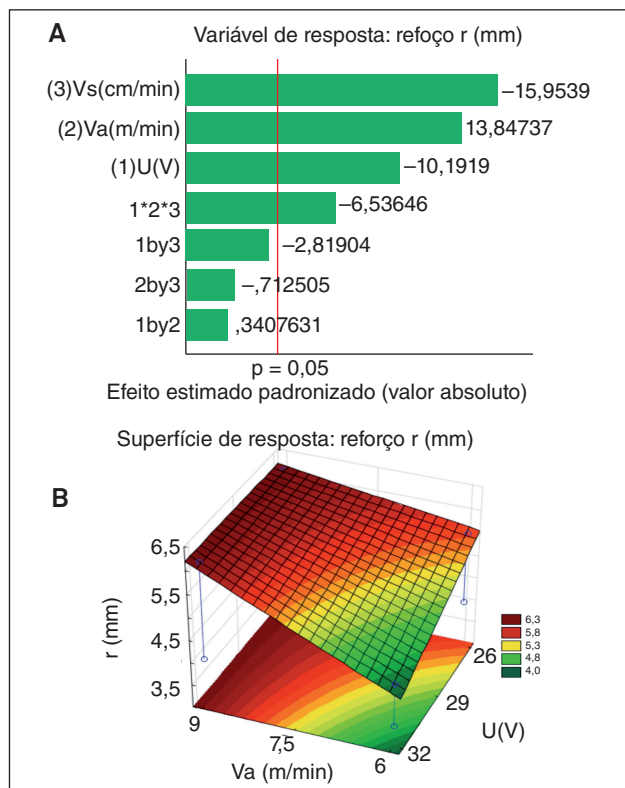 A
Variável de resposta: refoço r (mm)
(3)Vs(cm/min) –15,9539
(2)Va(m/min) 13,84737
(1)U(V) –10,1919
1*2*3 –6,53646
1by3 –2,81904
2by3 –,712505
1by2 ,3407631
p = 0,05
Efeito estimado padronizado (valor absoluto)
Superfície de resposta: reforço r (mm)
B
6,5
5,5
4,5
3,5
r (mm)
9
7,5
6
Va (m/min)
26
29
32
U(V)
6,3
5,8
5,3
4,8
4,0